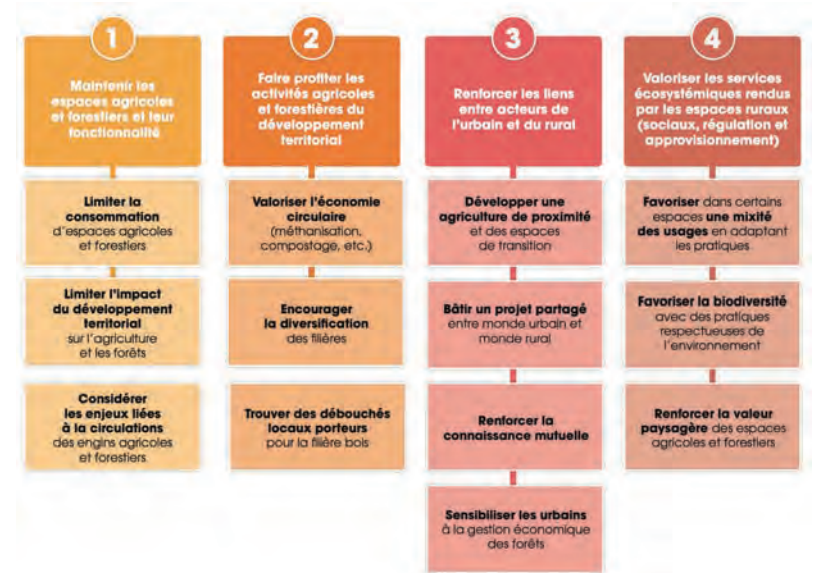 1
Maintenir les
espaces agricoles
et forestiers et leur
fonctionnalité
Limiter la
consommation
d'espaces agricoles
et forestiers
Limiter l'impact
du développement
territorial
sur l'agriculture
et les forêts
Considérer
les enjeux liées
à la circulations
des engins agricoles
et forestiers
2
Faire profiter les
activités agricoles
et forestières du
développement
territorial
Valoriser l'économie
circulaire
(méthanisation,
compostage, etc.)
Encourager
la diversification
des filières
Trouver des débouchés
locaux porteurs
pour la filière bois
3
Renforcer les liens
entre acteurs de
l'urbain et du rural
Développer une
agriculture de proximité
et des espaces
de transition
Bâtir un projet partagé
entre monde urbain et
monde rural
Renforcer la
connaissance mutuelle
Sensibiliser les urbains
à la gestion économique
des forêts
4
Valoriser les services
écosystémiques rendus
par les espaces ruraux
(sociaux, régulation et
approvisionnement)
Favoriser dans certains
espaces une mixité
des usages en adaptant
les pratiques
Favoriser la biodiversité
avec des pratiques
respectueuses de
l'environnement
Renforcer la valeur
paysagère des espaces
agricoles et forestiers